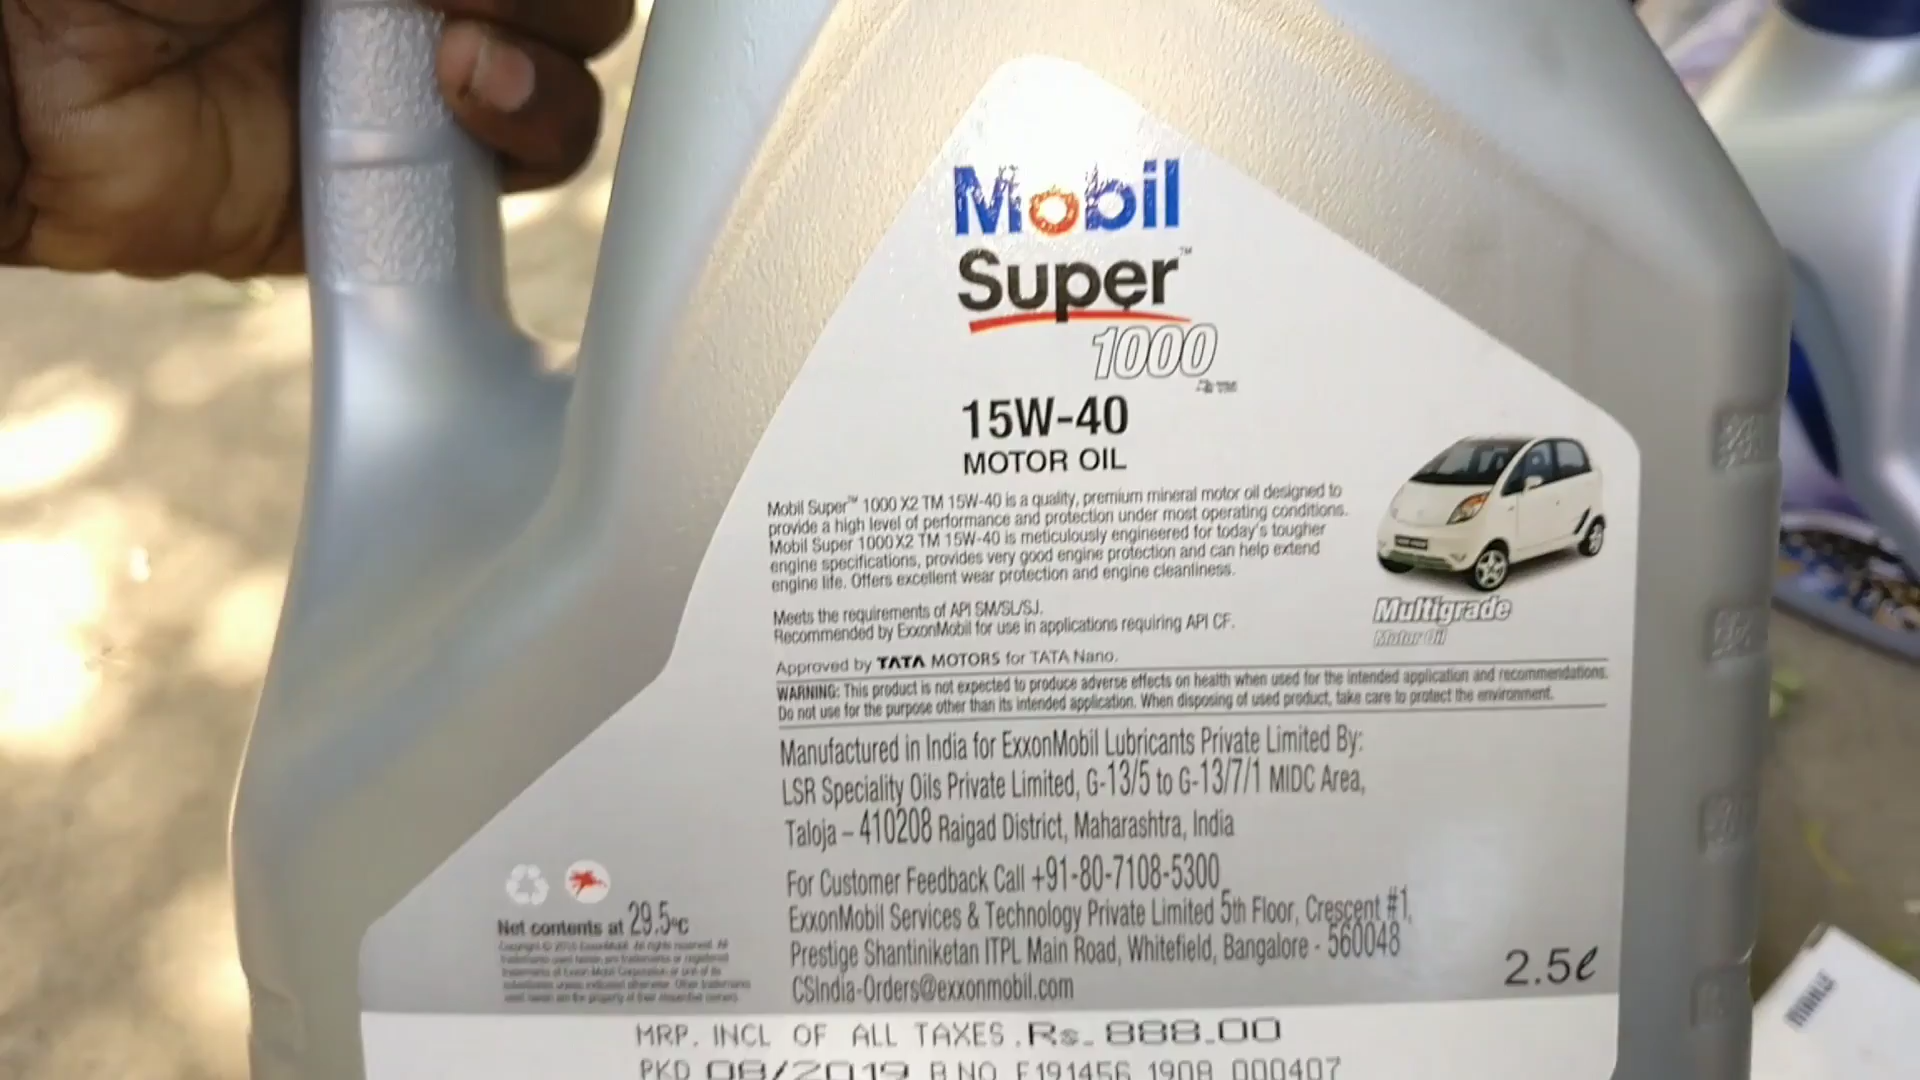 Mobil
Super™
1000
15W-40
MOTOR OIL
Mobil Super™ 1000 X2 TM 15W-40 is a quality, premium mineral motor oil designed to
provide a high level of performance and protection under most operating conditions.
Mobil Super 1000X2 TM 15W-40 is meticulously engineered for today's tougher
engine specifications, provides very good engine protection and can help extend
engine life. Offers excellent wear protection and engine cleanliness.
Meets the requirements of API SM/SL/SJ.
Recommended by ExxonMobil for use in applications requiring API CF.
Multigrade
Motor Oil
Approved by TATA MOTORS for TATA Nano.
WARNING: This product is not expected to produce adverse effects on health when used for the intended application and recommendations.
Do not use for the purpose other than its intended application. When disposing of used product, take care to protect the environment.
Manufactured in India for ExxonMobil Lubricants Private Limited By:
LSR Speciality Oils Private Limited, G-13/5 to G-13/7/1 MIDC Area,
Taloja – 410208 Raigad District, Maharashtra, India
For Customer Feedback Call +91-80-7108-5300
ExxonMobil Services & Technology Private Limited 5th Floor, Crescent #1,
Prestige Shantiniketan ITPL Main Road, Whitefield, Bangalore - 560048
CSIndia-Orders@exxonmobil.com
Net contents at 29.5°C
2.5ℓ
MRP. INCL OF ALL TAXES.Rs. 888.00
PKD 08/2019 B.NO F191456 1908 000407